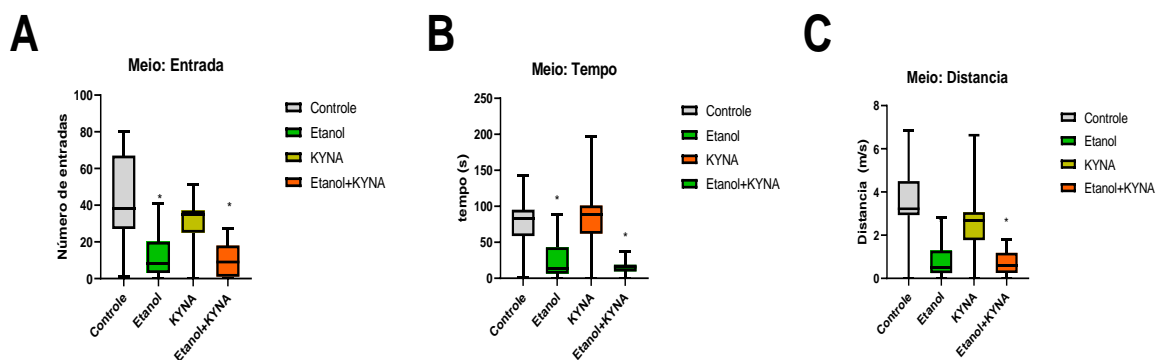 A
Meio: Entrada
Número de entradas
100
80
60
40
20
0
*
*
Controle
Etanol
KYNA
Etanol+KYNA
Controle
Etanol
KYNA
Etanol+KYNA
B
Meio: Tempo
tempo (s)
250
200
150
100
50
0
*
*
Controle
Etanol
KYNA
Etanol+KYNA
Controle
Etanol
KYNA
Etanol+KYNA
C
Meio: Distancia
Distancia (m/s)
8
6
4
2
0
*
Controle
Etanol
KYNA
Etanol+KYNA
Controle
Etanol
KYNA
Etanol+KYNA